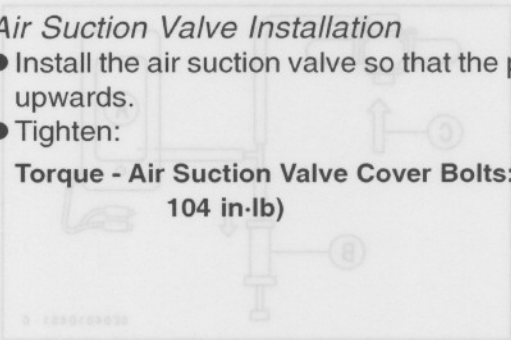 Air Suction Valve Installation
● Install the air suction valve so that the
upwards.
● Tighten:
Torque - Air Suction Valve Cover Bolts:
104 in·lb)